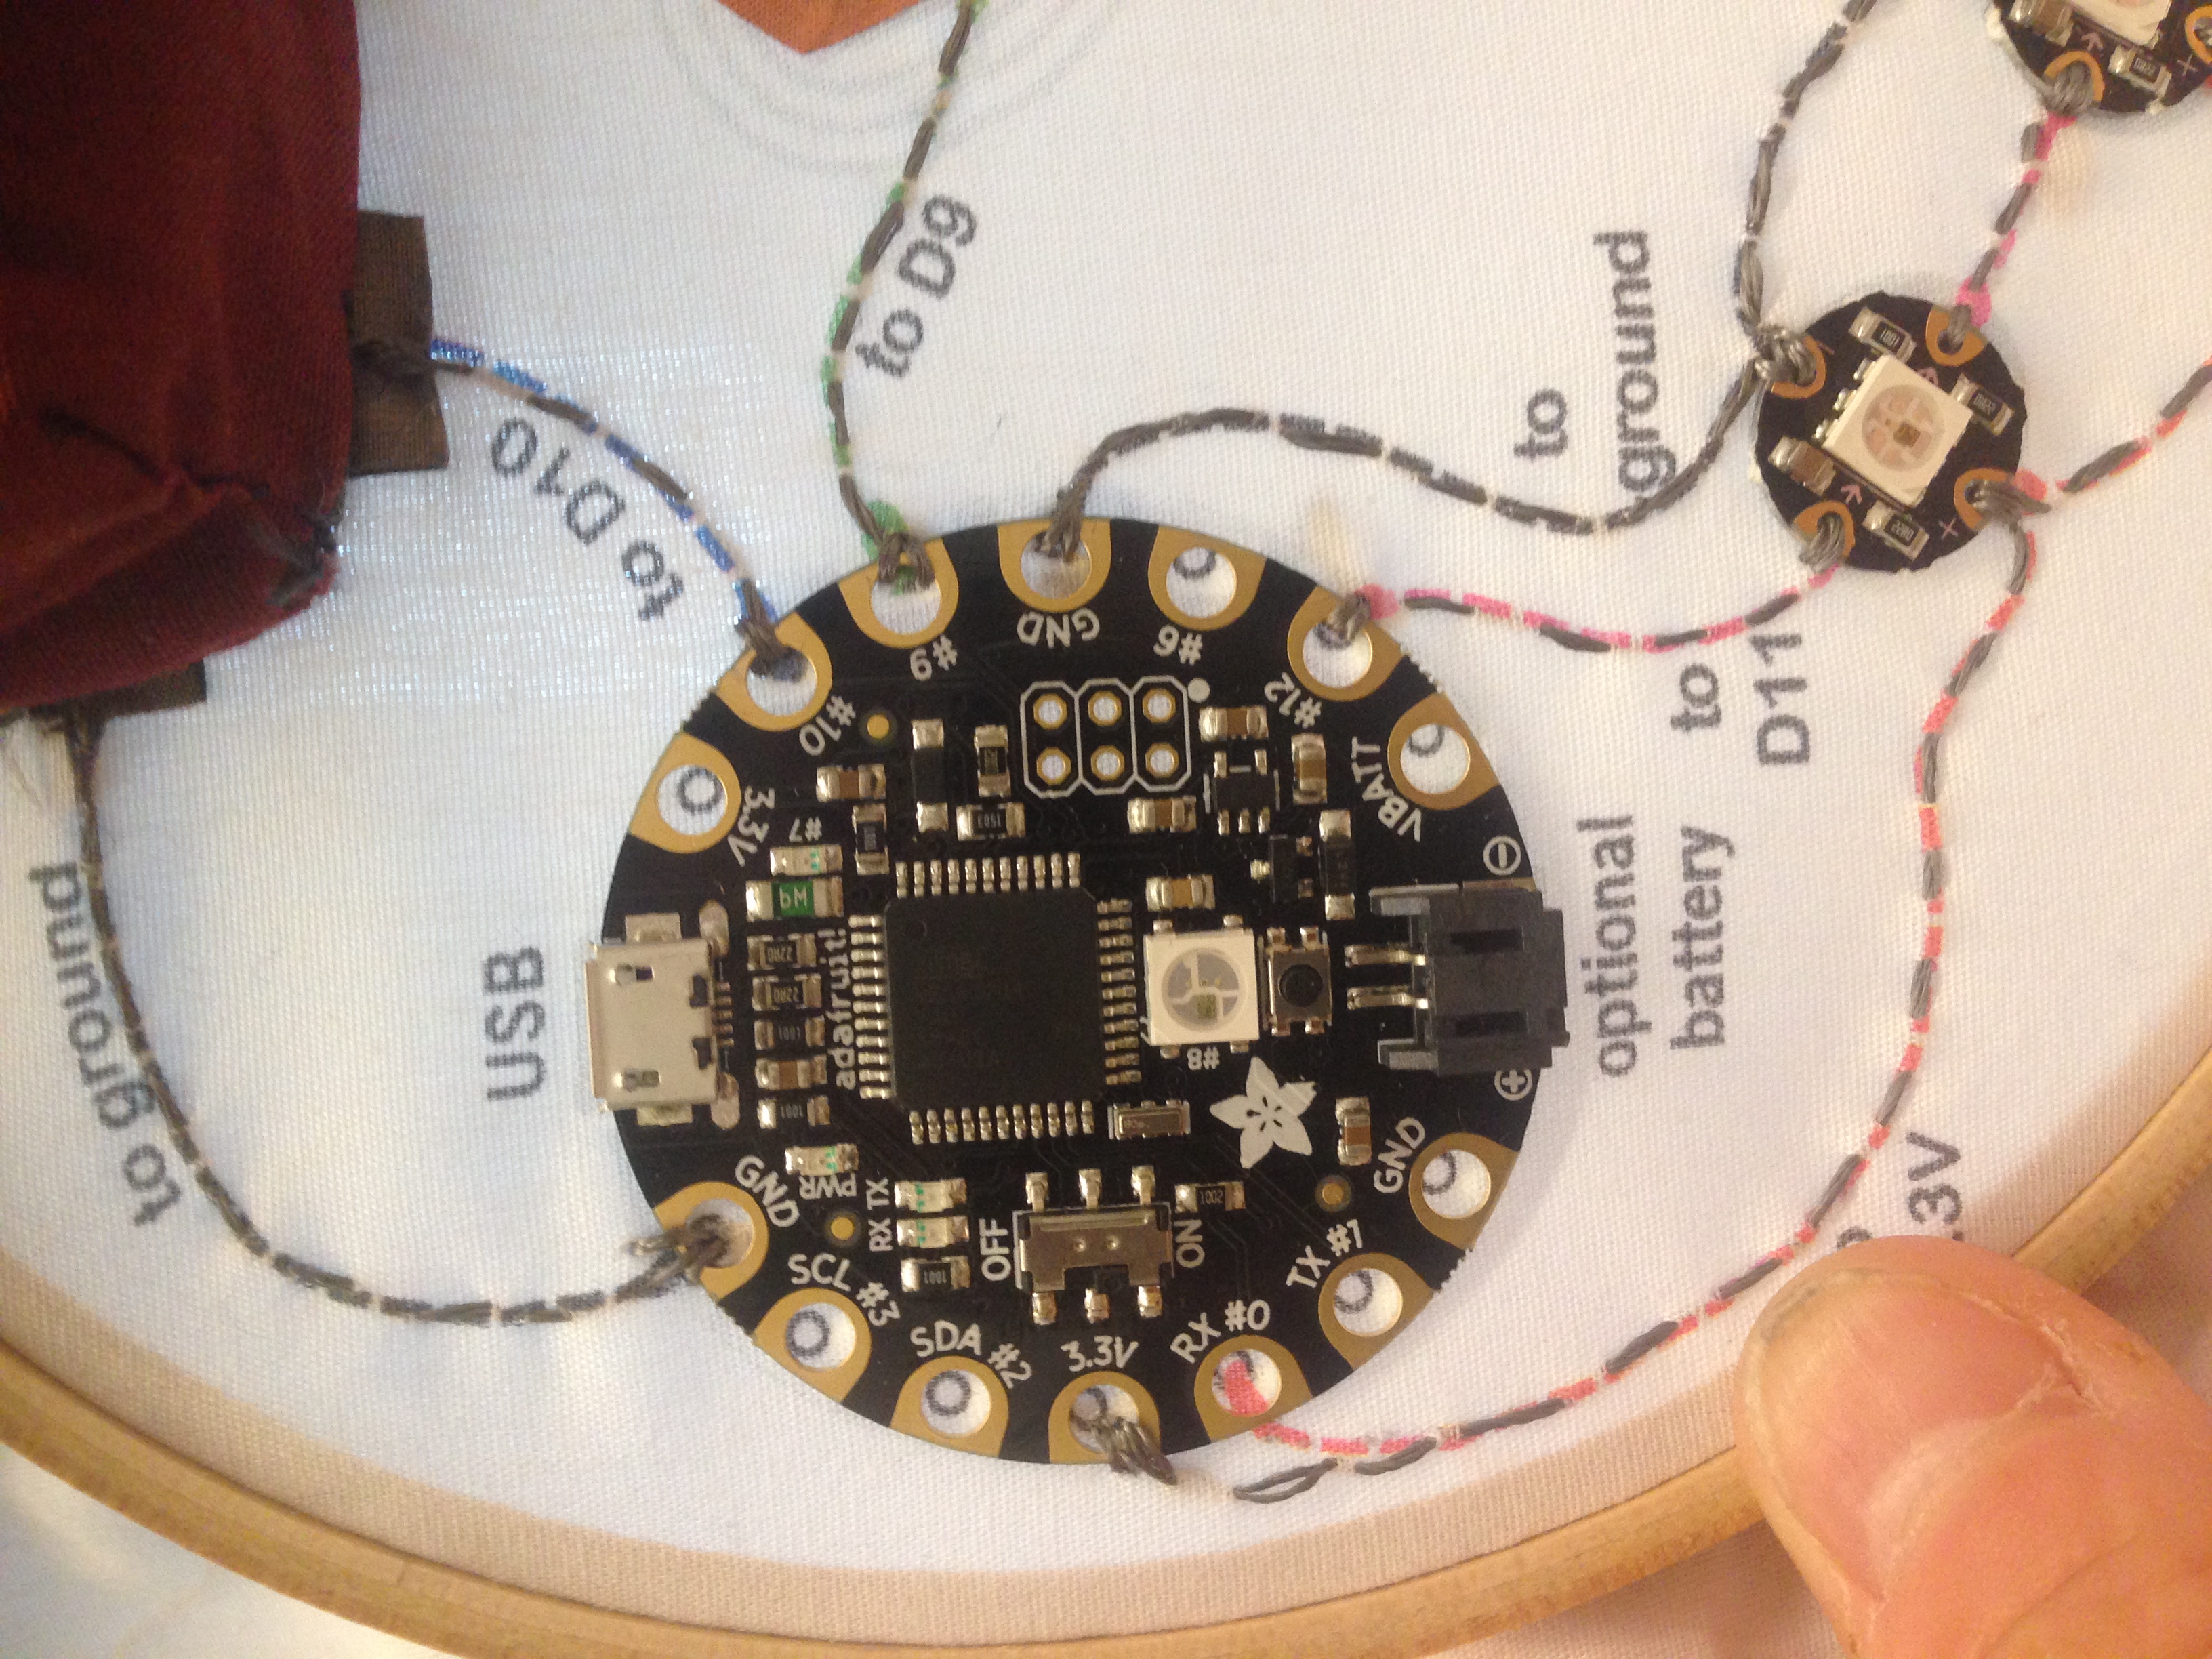 to ground
USB
to D10
to D9
GND
3.3V
#10
#9
GND
#6
#12
VBATT
GND
TX #1
RX #0
3.3V
SDA #2
SCL #3
PWR
RX TX
OFF
ON
adafruit!
#7
#8
optional
battery
to
D11
to
ground
.3V